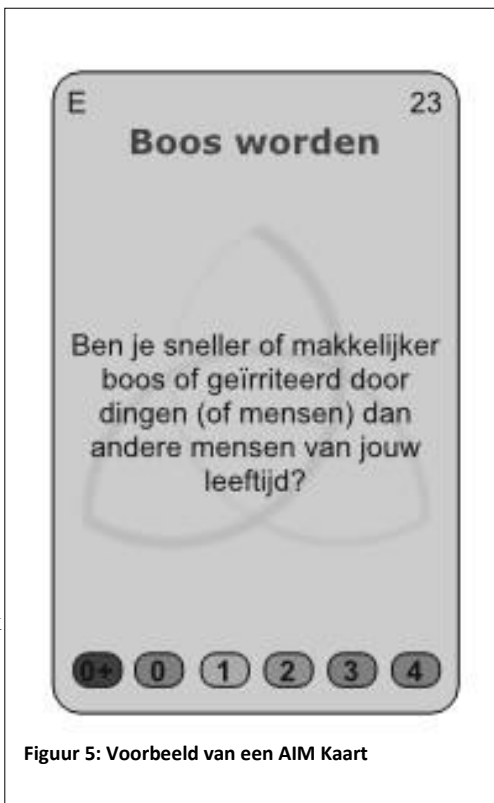 E 23
Boos worden
Ben je sneller of makkelijker
boos of geïrriteerd door
dingen (of mensen) dan
andere mensen van jouw
leeftijd?
0+ 0 1 2 3 4
Figuur 5: Voorbeeld van een AIM Kaart